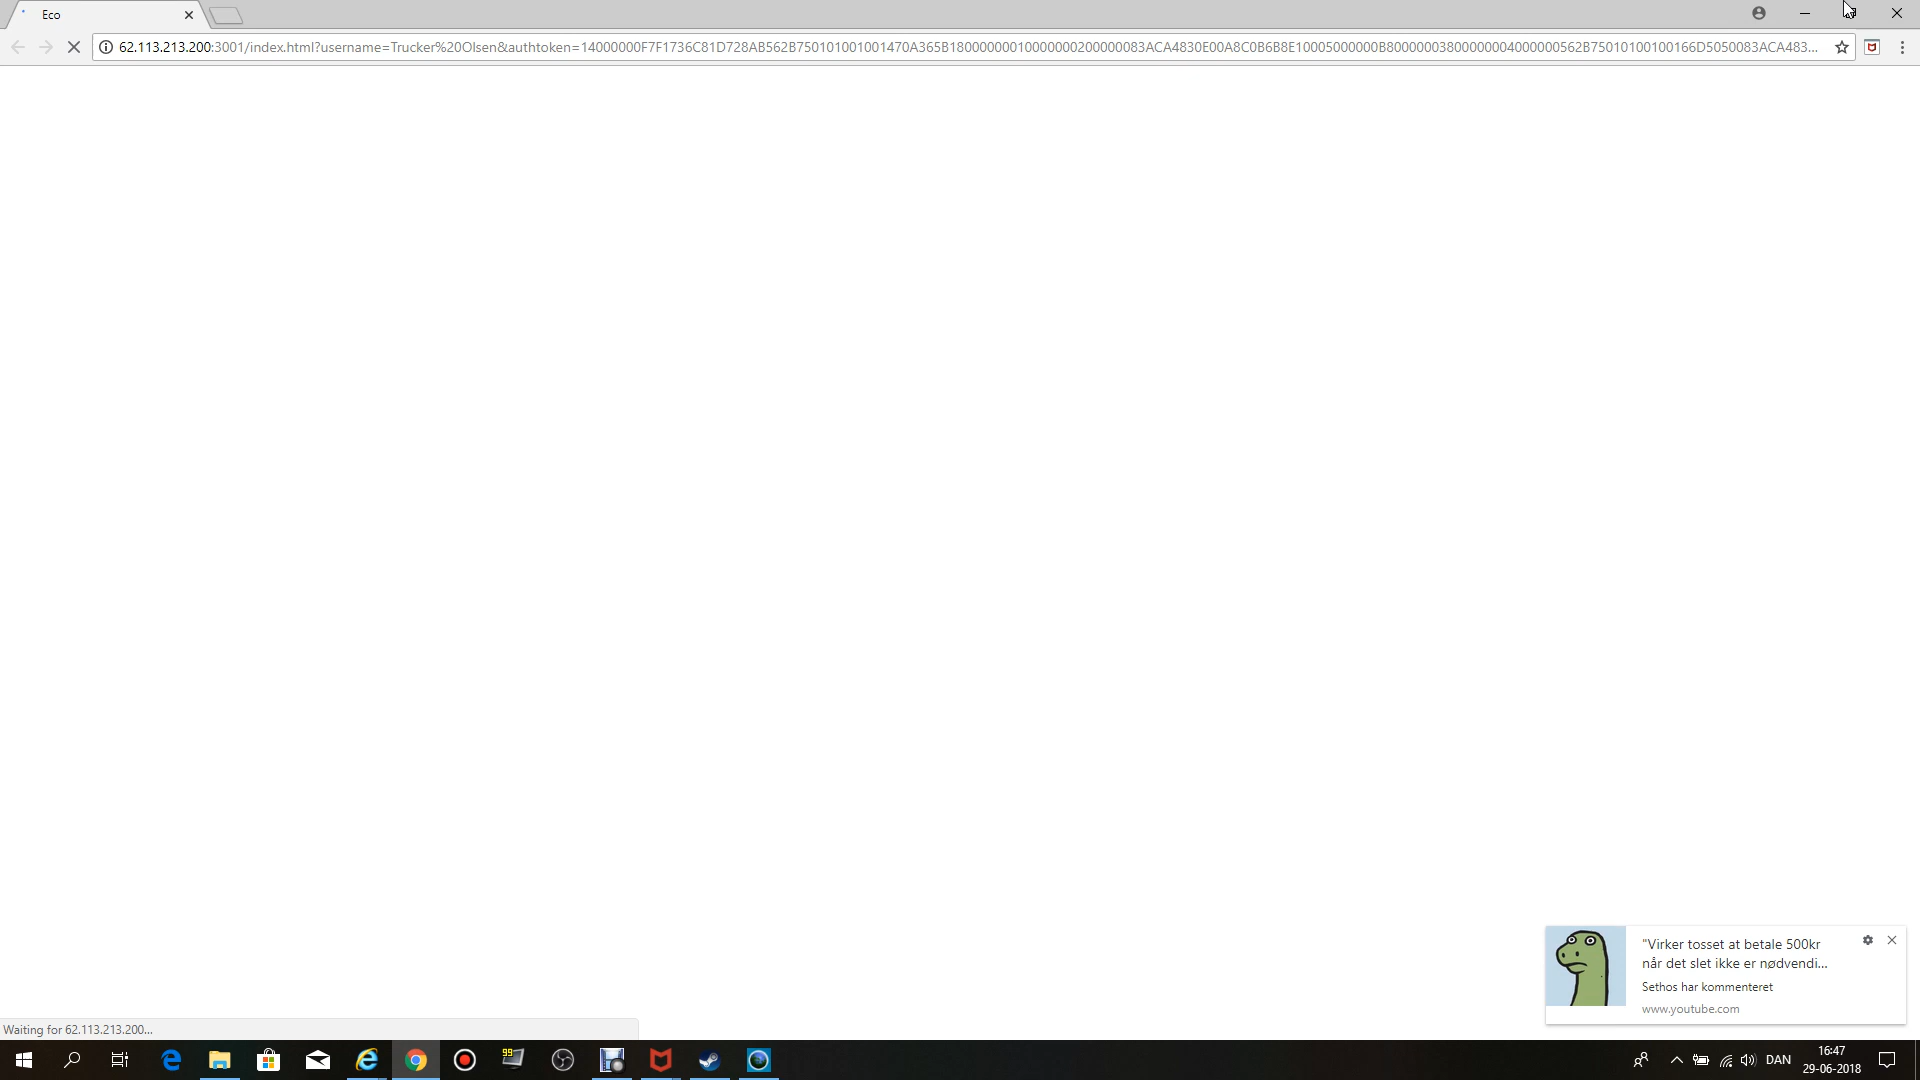 Eco
62.113.213.200:3001/index.html?username=Trucker%20Olsen&authtoken=14000000F7F1736C81D728AB562B750101001001470A365B18000000010000000200000083ACA4830E00A8C0B6B8E10005000000B80000003800000004000000562B75010100100166D5050083ACA483...
"Virker tosset at betale 500kr
når det slet ikke er nødvendi...
Sethos har kommenteret
www.youtube.com
Waiting for 62.113.213.200...
99
DAN
16:47
29-06-2018